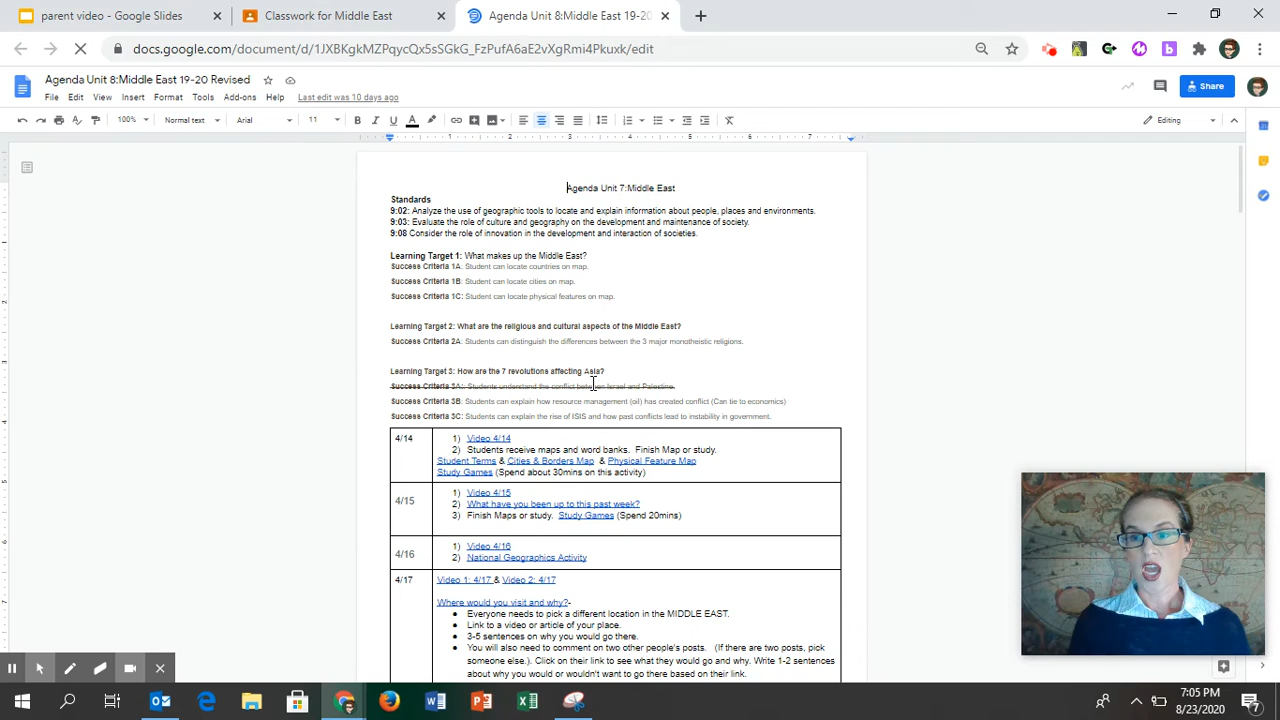 parent video - Google Slides
Classwork for Middle East
Agenda Unit 8:Middle East 19-20
docs.google.com/document/d/1JXBKgkMZPqycQx5sSGkG_FzPufA6aE2vXgRmi4Pkuxk/edit
Agenda Unit 8:Middle East 19-20 Revised
Share
File Edit View Insert Format Tools Add-ons Help Last edit was 10 days ago
100% Normal text Arial 11 B I U A Editing
1 2 3 4 5 6 7
Agenda Unit 7:Middle East
Standards
9:02: Analyze the use of geographic tools to locate and explain information about people, places and environments.
9:03: Evaluate the role of culture and geography on the development and maintenance of society.
9:08 Consider the role of innovation in the development and interaction of societies.
Learning Target 1: What makes up the Middle East?
Success Criteria 1A: Student can locate countries on map.
Success Criteria 1B: Student can locate cities on map.
Success Criteria 1C: Student can locate physical features on map.
Learning Target 2: What are the religious and cultural aspects of the Middle East?
Success Criteria 2A: Students can distinguish the differences between the 3 major monotheistic religions.
Learning Target 3: How are the 7 revolutions affecting Asia?
Success Criteria 3A:: Students understand the conflict between Israel and Palestine.
Success Criteria 3B: Students can explain how resource management (oil) has created conflict (Can tie to economics)
Success Criteria 3C: Students can explain the rise of ISIS and how past conflicts lead to instability in government.
4/14
1) Video 4/14
2) Students receive maps and word banks. Finish Map or study.
Student Terms & Cities & Borders Map & Physical Feature Map
Study Games (Spend about 30mins on this activity)
4/15
1) Video 4/15
2) What have you been up to this past week?
3) Finish Maps or study. Study Games (Spend 20mins)
4/16
1) Video 4/16
2) National Geographics Activity
4/17
Video 1: 4/17 & Video 2: 4/17
Where would you visit and why?-
● Everyone needs to pick a different location in the MIDDLE EAST.
● Link to a video or article of your place.
● 3-5 sentences on why you would go there.
● You will also need to comment on two other people's posts. (If there are two posts, pick
someone else.). Click on their link to see what they would go and why. Write 1-2 sentences
about why you would or wouldn't want to go there based on their link.
7:05 PM
8/23/2020
7